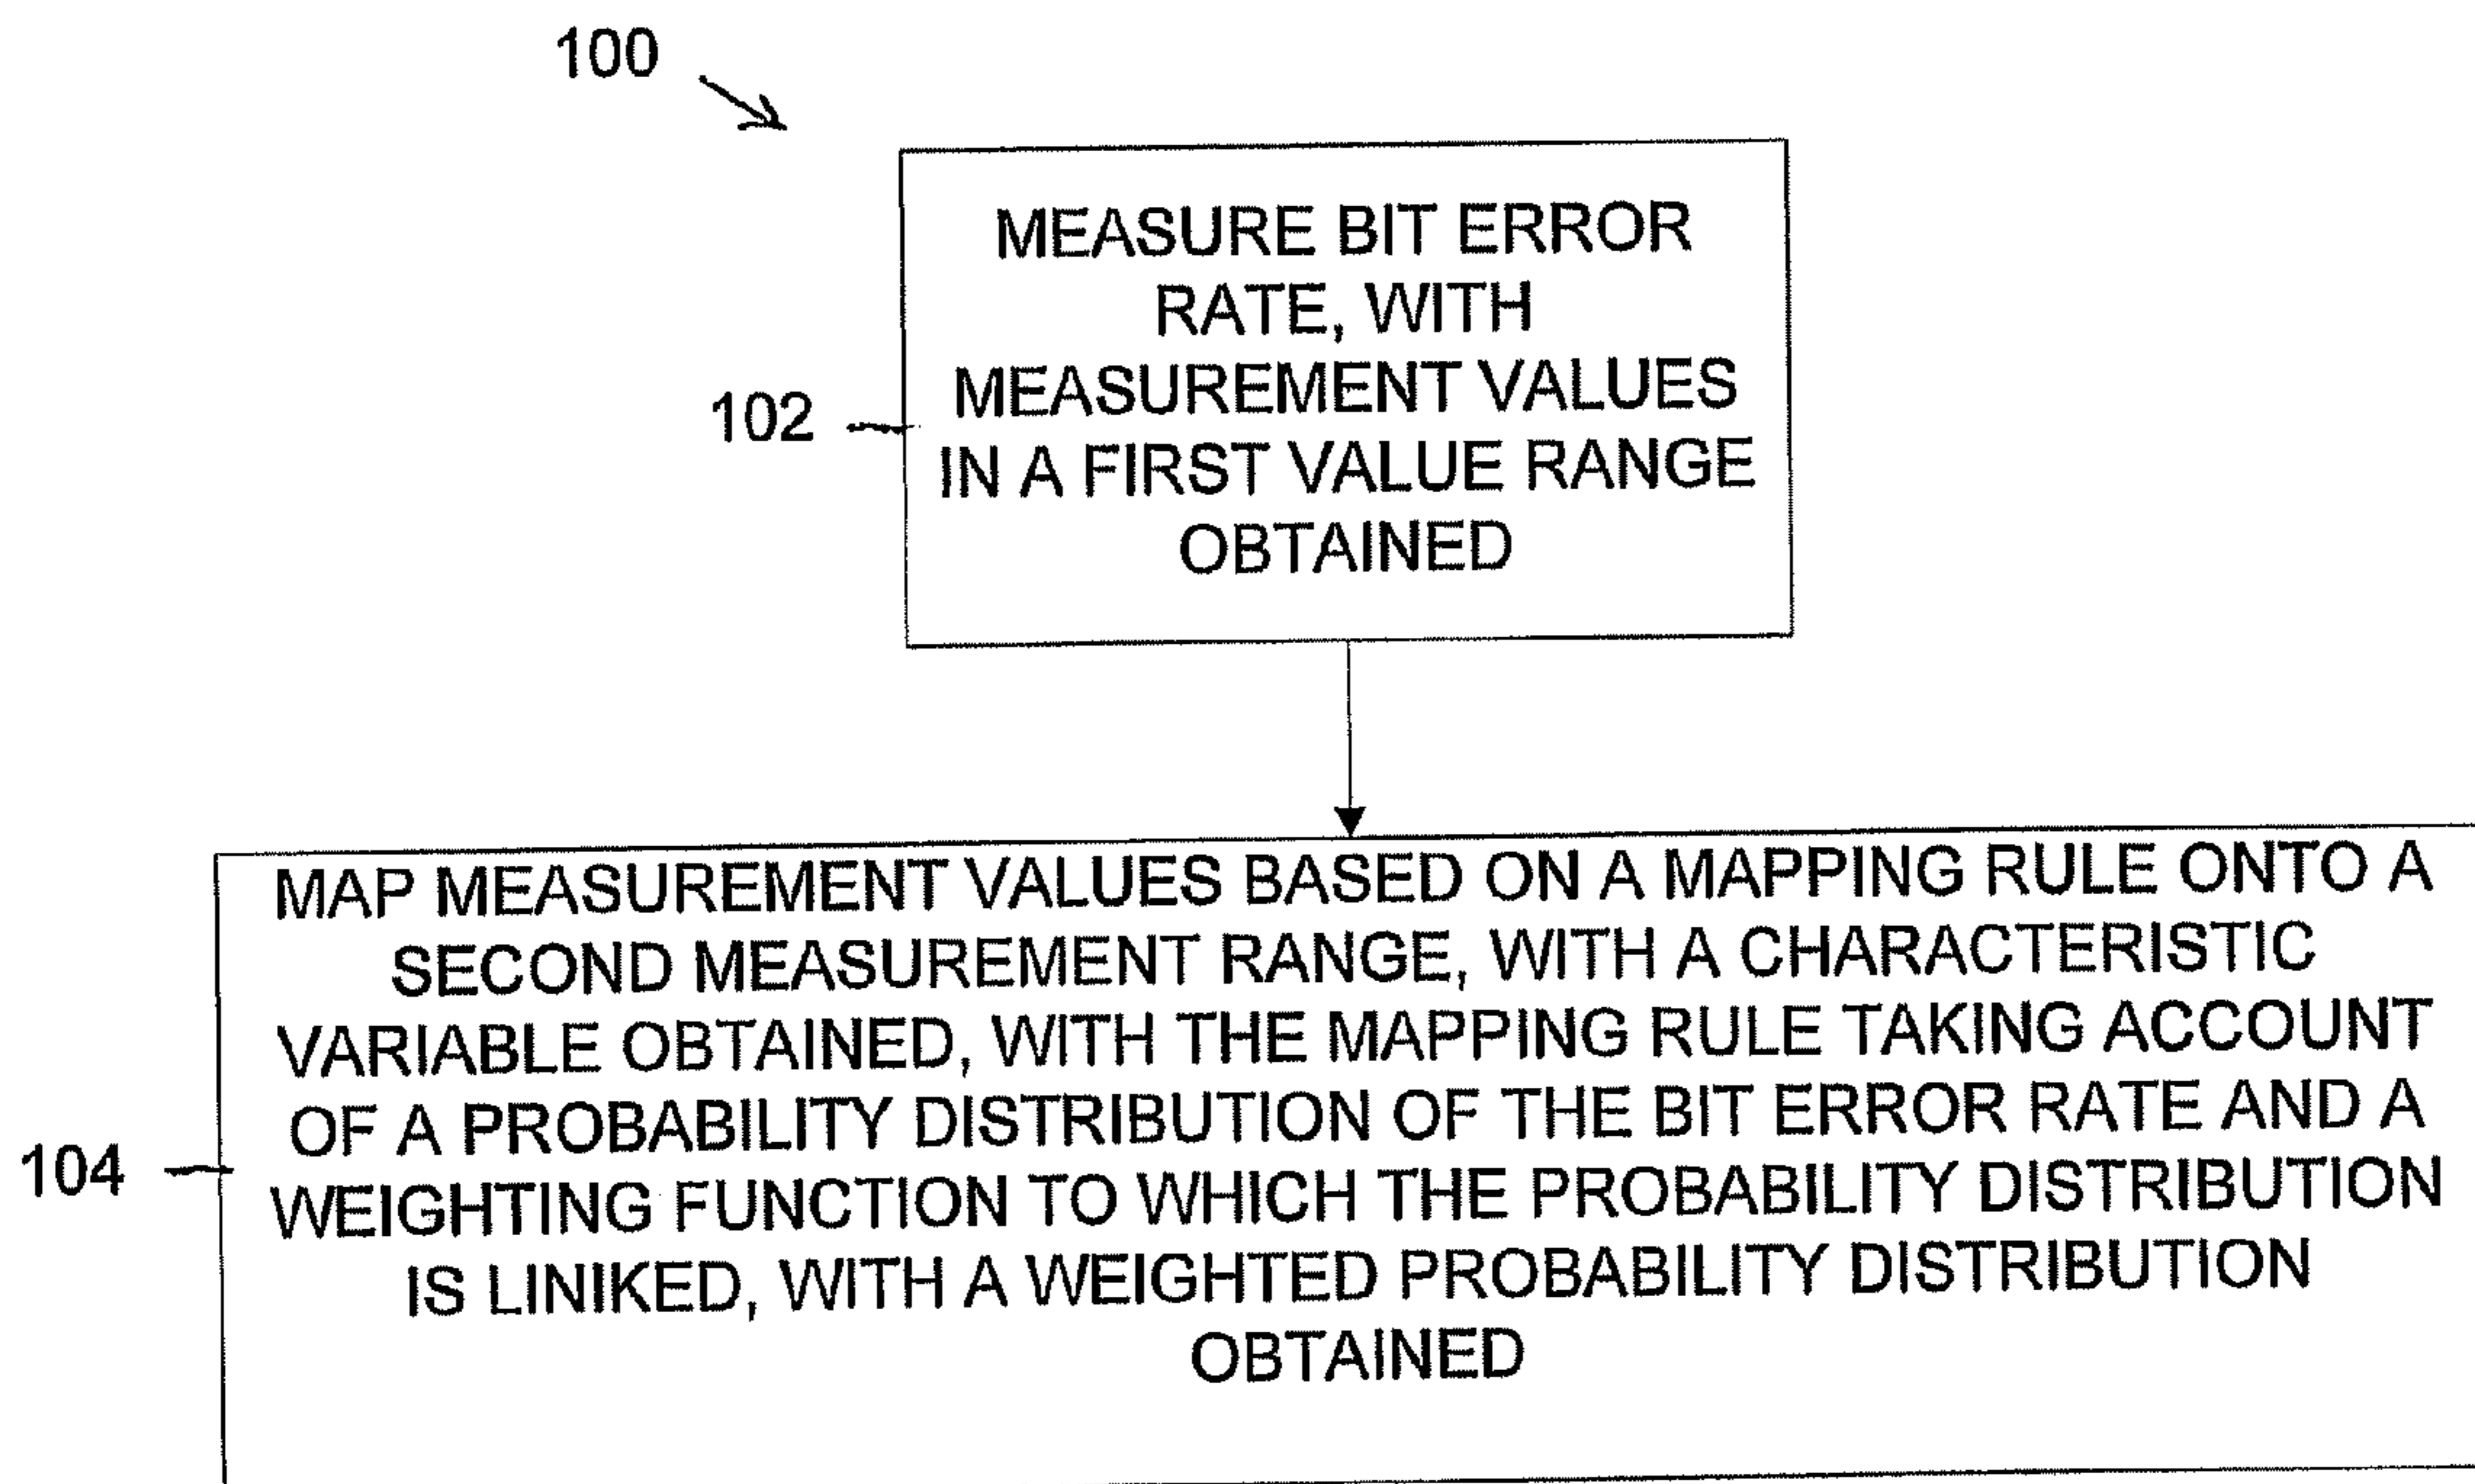 100
MEASURE BIT ERROR
RATE, WITH
MEASUREMENT VALUES
IN A FIRST VALUE RANGE
OBTAINED
102
MAP MEASUREMENT VALUES BASED ON A MAPPING RULE ONTO A
SECOND MEASUREMENT RANGE, WITH A CHARACTERISTIC
VARIABLE OBTAINED, WITH THE MAPPING RULE TAKING ACCOUNT
OF A PROBABILITY DISTRIBUTION OF THE BIT ERROR RATE AND A
WEIGHTING FUNCTION TO WHICH THE PROBABILITY DISTRIBUTION
IS LINIKED, WITH A WEIGHTED PROBABILITY DISTRIBUTION
OBTAINED
104